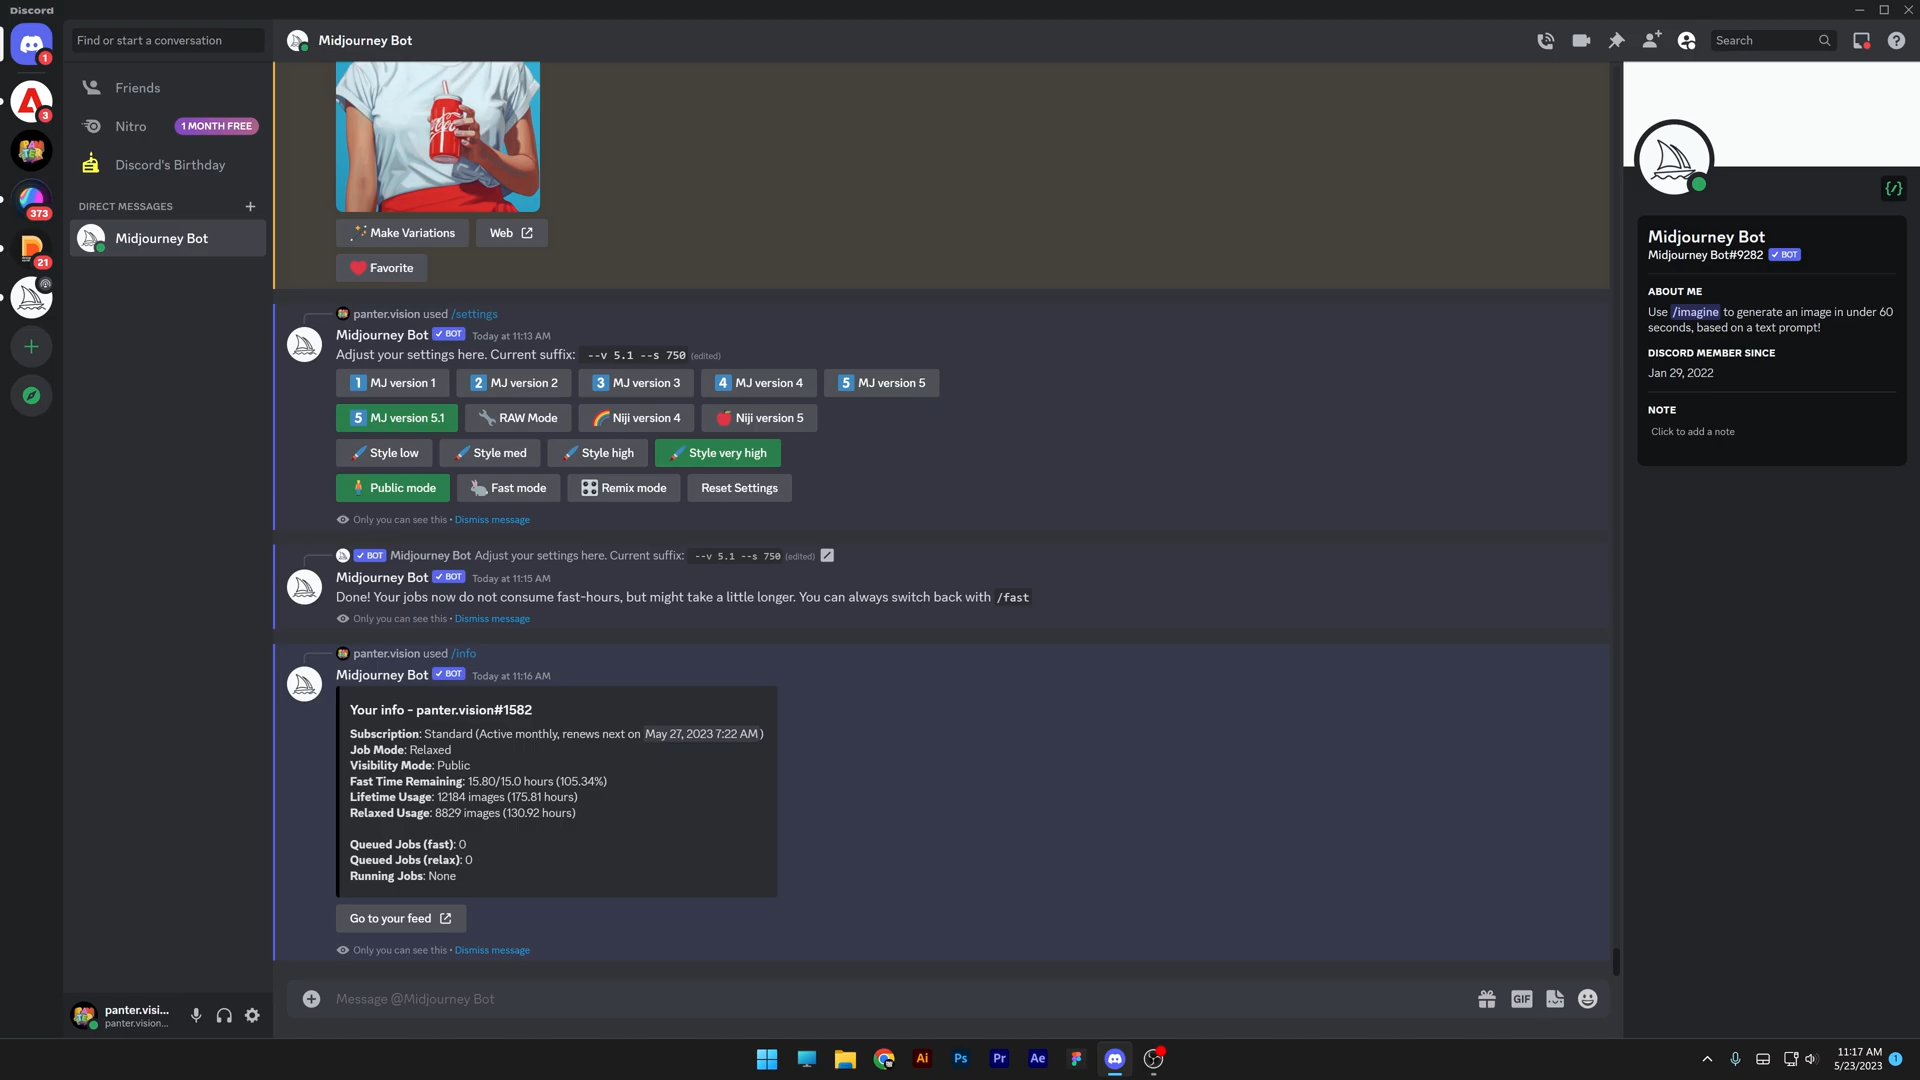 Discord
Find or start a conversation
Midjourney Bot
Search
1
3
PANTER
373
21
Friends
Nitro
1 MONTH FREE
Discord's Birthday
DIRECT MESSAGES
Midjourney Bot
Make Variations
Web
Favorite
panter.vision used /settings
Midjourney Bot BOT Today at 11:13 AM
Adjust your settings here. Current suffix: --v 5.1 --s 750 (edited)
1 MJ version 1
2 MJ version 2
3 MJ version 3
4 MJ version 4
5 MJ version 5
5 MJ version 5.1
RAW Mode
Niji version 4
Niji version 5
Style low
Style med
Style high
Style very high
Public mode
Fast mode
Remix mode
Reset Settings
Only you can see this • Dismiss message
BOT Midjourney Bot Adjust your settings here. Current suffix: --v 5.1 --s 750 (edited)
Midjourney Bot BOT Today at 11:15 AM
Done! Your jobs now do not consume fast-hours, but might take a little longer. You can always switch back with /fast
Only you can see this • Dismiss message
panter.vision used /info
Midjourney Bot BOT Today at 11:16 AM
Your info - panter.vision#1582
Subscription: Standard (Active monthly, renews next on May 27, 2023 7:22 AM)
Job Mode: Relaxed
Visibility Mode: Public
Fast Time Remaining: 15.80/15.0 hours (105.34%)
Lifetime Usage: 12184 images (175.81 hours)
Relaxed Usage: 8829 images (130.92 hours)
Queued Jobs (fast): 0
Queued Jobs (relax): 0
Running Jobs: None
Go to your feed
Only you can see this • Dismiss message
Message @Midjourney Bot
GIF
panter.visi...
panter.vision...
Midjourney Bot
Midjourney Bot#9282 BOT
ABOUT ME
Use /imagine to generate an image in under 60
seconds, based on a text prompt!
DISCORD MEMBER SINCE
Jan 29, 2022
NOTE
Click to add a note
Ai
Ps
Pr
Ae
11:17 AM
5/23/2023
1